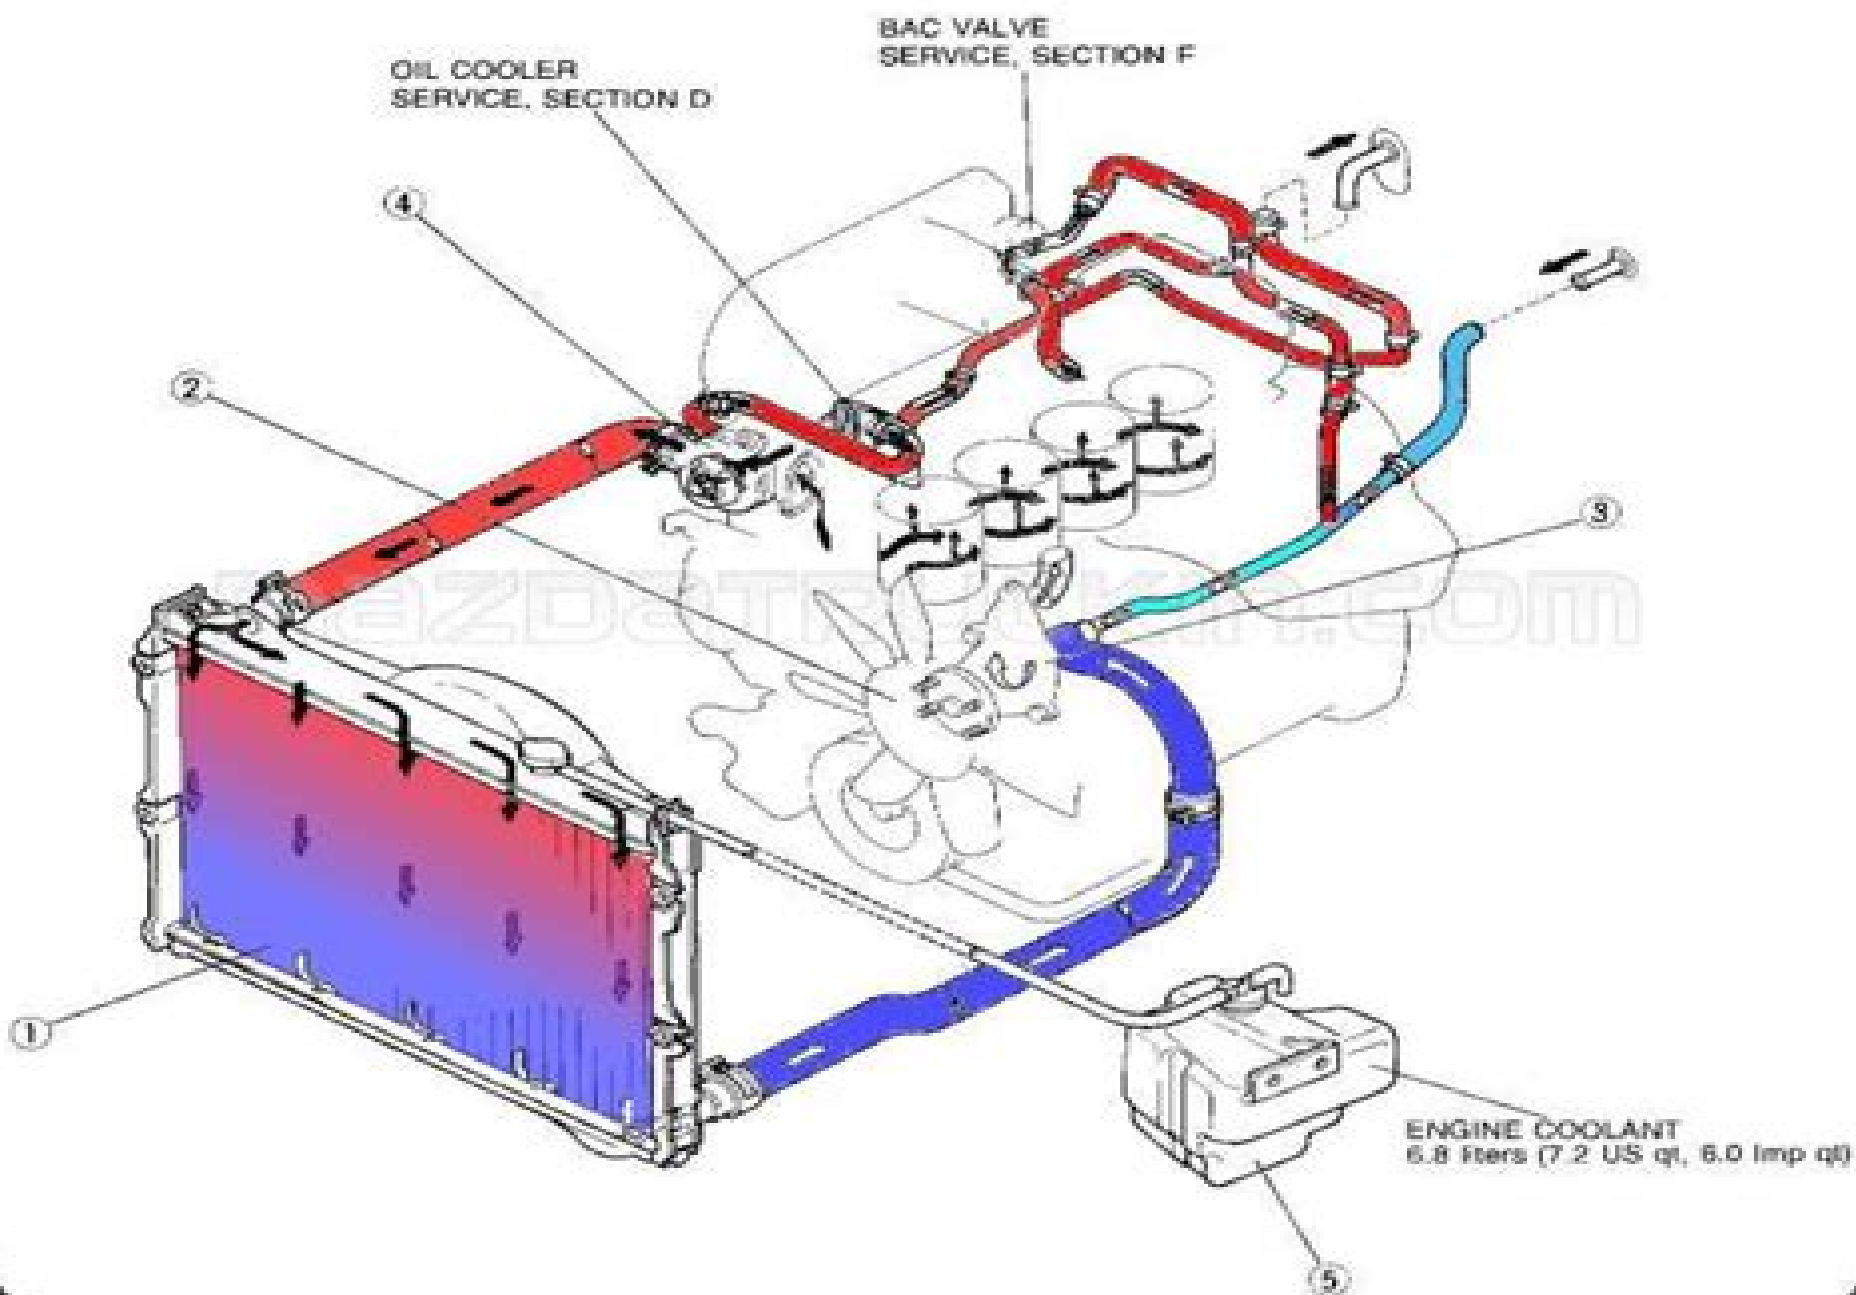 BAC VALVE
SERVICE, SECTION F
OIL COOLER
SERVICE, SECTION D
4
2
3
1
ENGINE COOLANT
6.8 liters (7.2 US qt, 6.0 Imp qt)
5